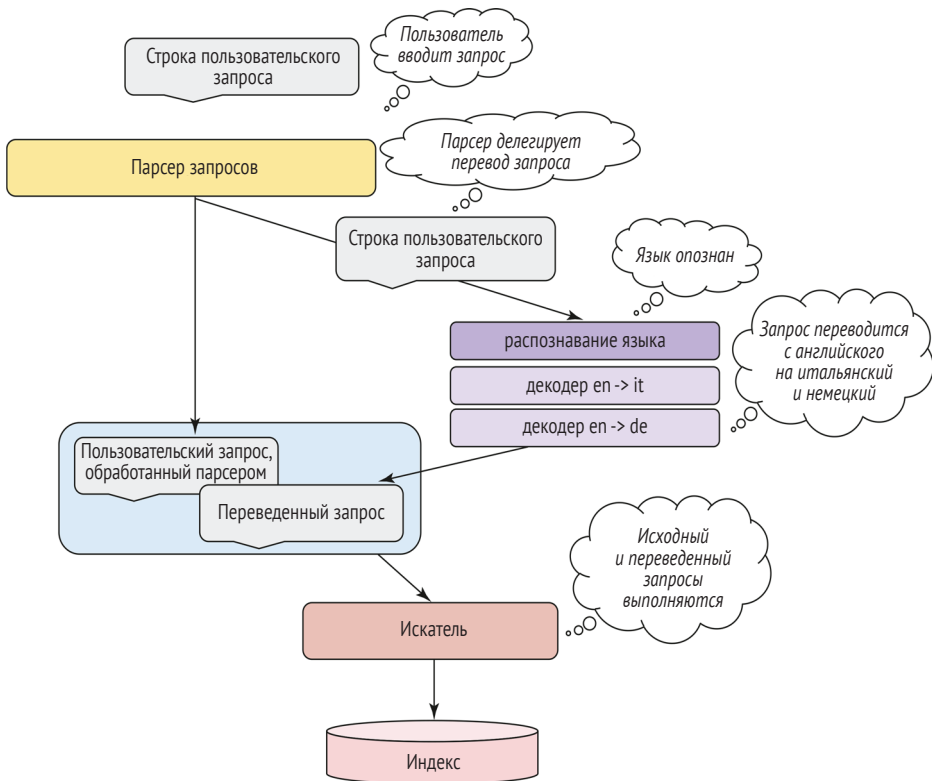 Строка пользовательского
запроса
Пользователь
вводит запрос
Парсер запросов
Парсер делегирует
перевод запроса
Строка пользовательского
запроса
Язык опознан
распознавание языка
декодер en -> it
декодер en -> de
Запрос переводится
с английского
на итальянский
и немецкий
Пользовательский запрос,
обработанный парсером
Переведенный запрос
Исходный
и переведенный
запросы
выполняются
Искатель
Индекс